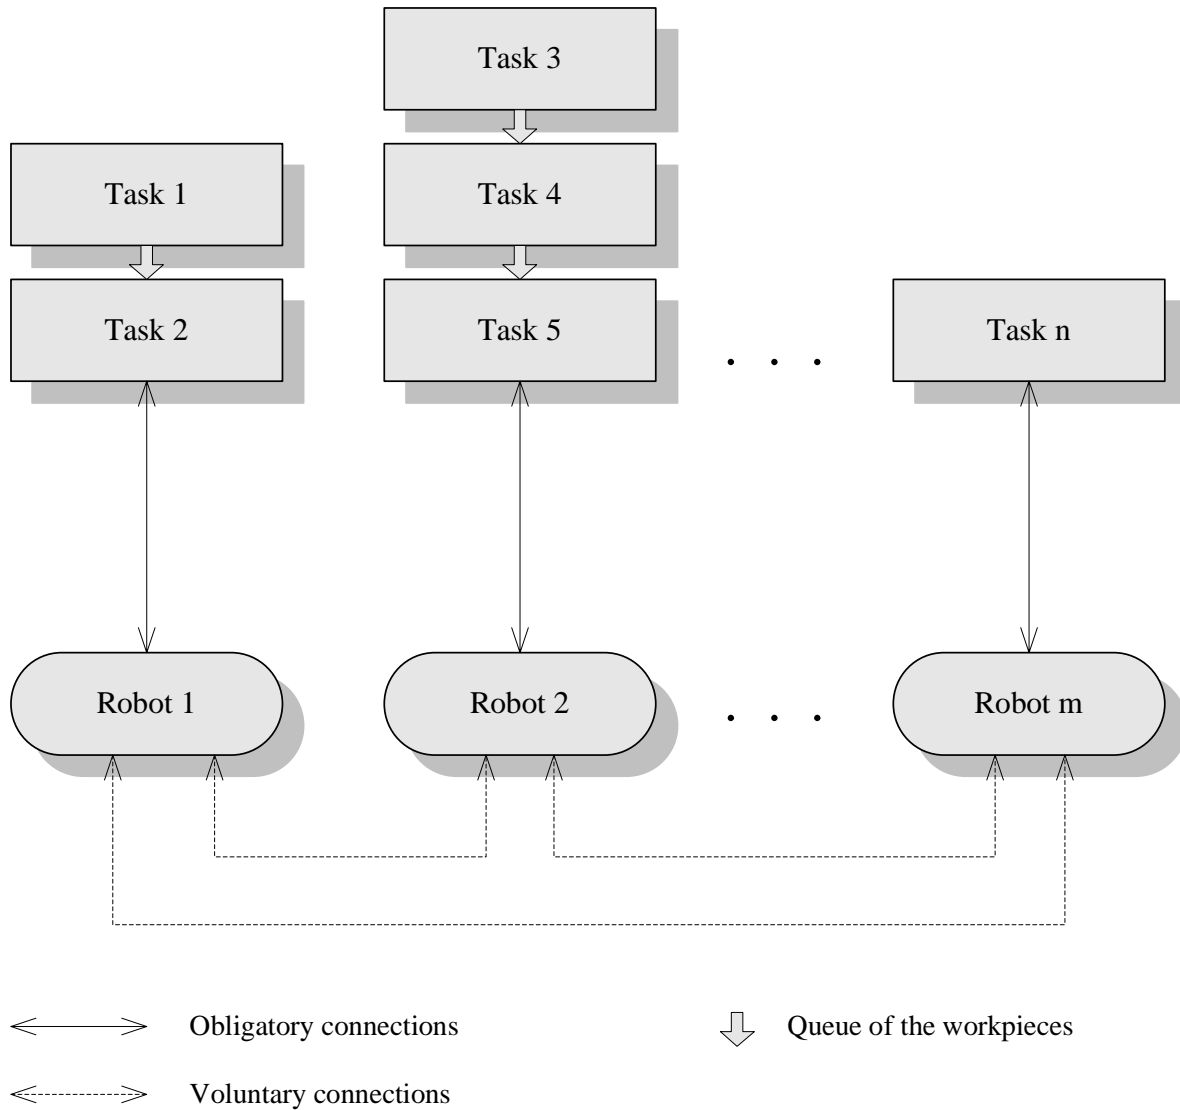 Task 3
Task 1
Task 4
Task 2
Task 5
. . .
Task n
Robot 1
Robot 2
. . .
Robot m
Obligatory connections
Queue of the workpieces
Voluntary connections